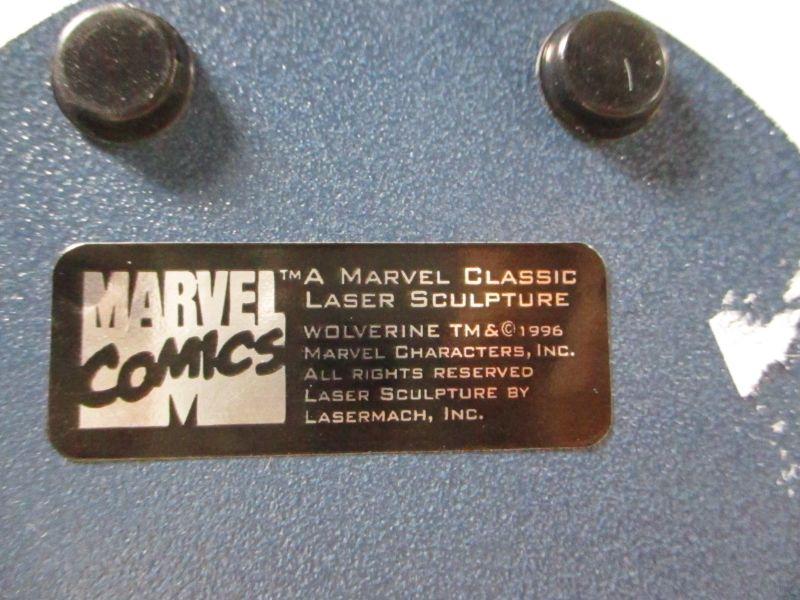 MARVEL
COMICS
M
™A MARVEL CLASSIC
LASER SCULPTURE
WOLVERINE TM&©1996
MARVEL CHARACTERS, INC.
ALL RIGHTS RESERVED
LASER SCULPTURE BY
LASERMACH, INC.